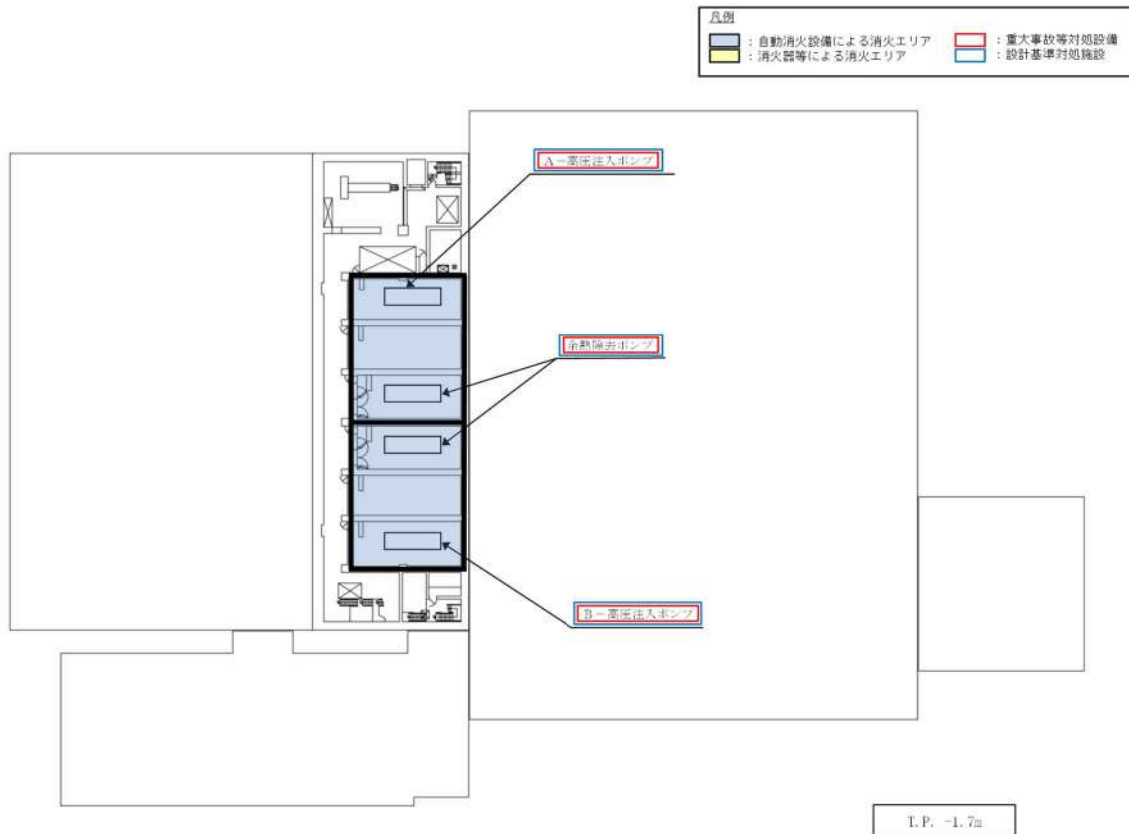 凡例
：自動消火設備による消火エリア
：重大事故等対処設備
：消火器等による消火エリア
：設計基準対処施設
A－高圧注入ポンプ
余熱除去ポンプ
B－高圧注入ポンプ
T.P. -1.7m